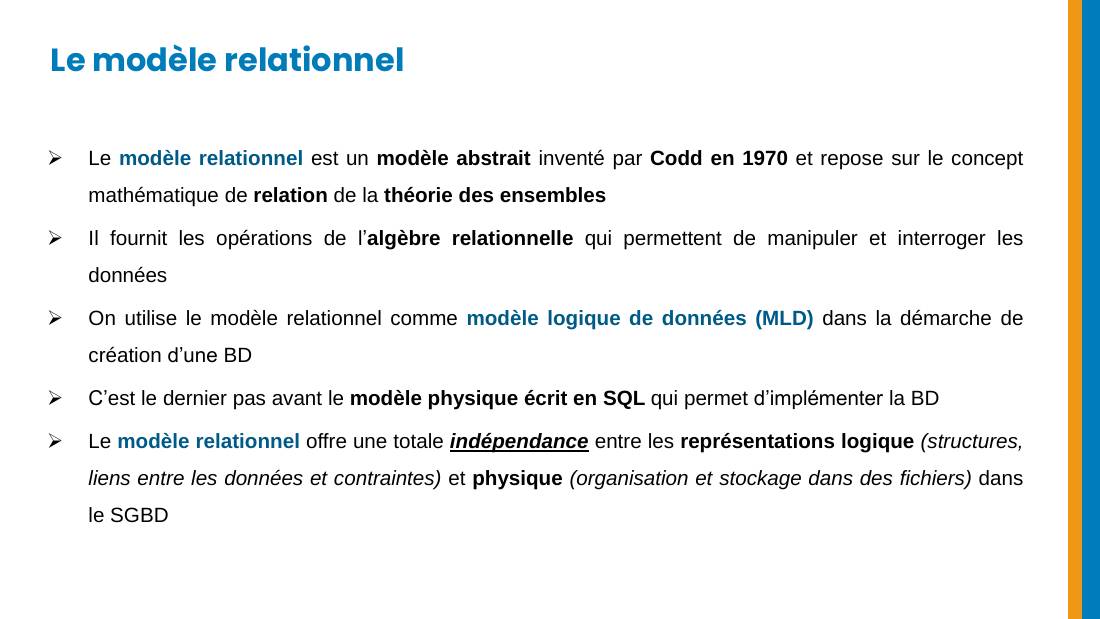 Le modèle relationnel
➢ Le modèle relationnel est un modèle abstrait inventé par Codd en 1970 et repose sur le concept
mathématique de relation de la théorie des ensembles
➢ Il fournit les opérations de l’algèbre relationnelle qui permettent de manipuler et interroger les
données
➢ On utilise le modèle relationnel comme modèle logique de données (MLD) dans la démarche de
création d’une BD
➢ C’est le dernier pas avant le modèle physique écrit en SQL qui permet d’implémenter la BD
➢ Le modèle relationnel offre une totale indépendance entre les représentations logique (structures,
liens entre les données et contraintes) et physique (organisation et stockage dans des fichiers) dans
le SGBD